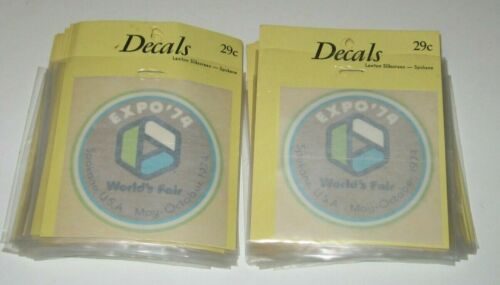 Decals 29c
Lawton Silkscreen — Spokane
EXPO'74
World's Fair
Spokane, U.S.A. May-October, 1974
Decals 29c
Lawton Silkscreen — Spokane
EXPO'74
World's Fair
Spokane, U.S.A. May-October, 1974